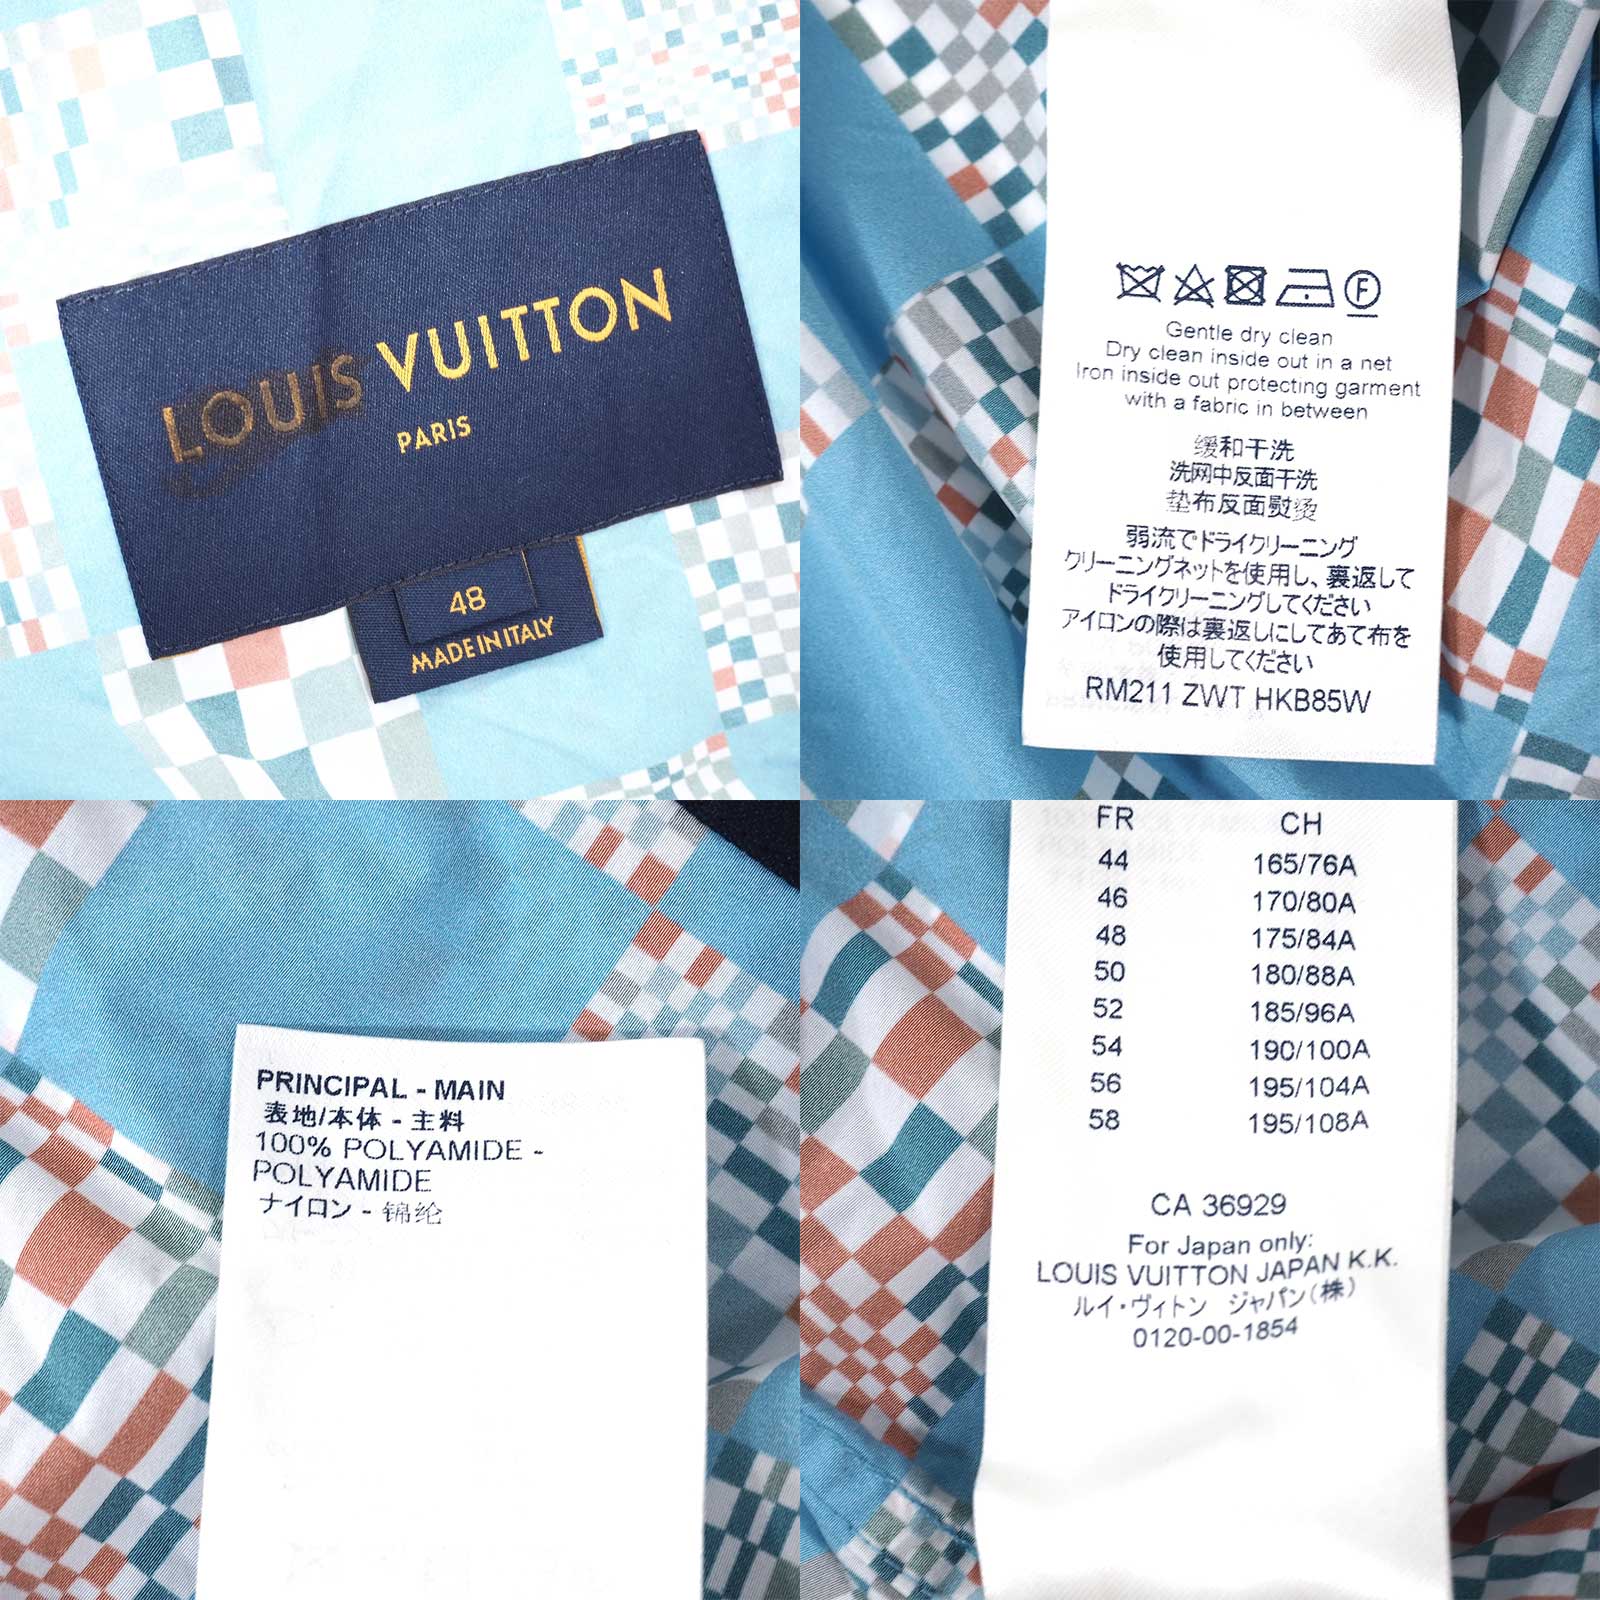 LOUIS VUITTON
PARIS
48
MADE IN ITALY
F
Gentle dry clean
Dry clean inside out in a net
Iron inside out protecting garment
with a fabric in between
缓和干洗
洗网中反面干洗
垫布反面熨烫
弱流でドライクリーニング
クリーニングネットを使用し、裏返して
ドライクリーニングしてください
アイロンの際は裏返しにしてあて布を
使用してください
RM211 ZWT HKB85W
PRINCIPAL - MAIN
表地/本体 - 主料
100% POLYAMIDE -
POLYAMIDE
ナイロン - 锦纶
FR CH
44 165/76A
46 170/80A
48 175/84A
50 180/88A
52 185/96A
54 190/100A
56 195/104A
58 195/108A
CA 36929
For Japan only:
LOUIS VUITTON JAPAN K.K.
ルイ・ヴィトン ジャパン(株)
0120-00-1854